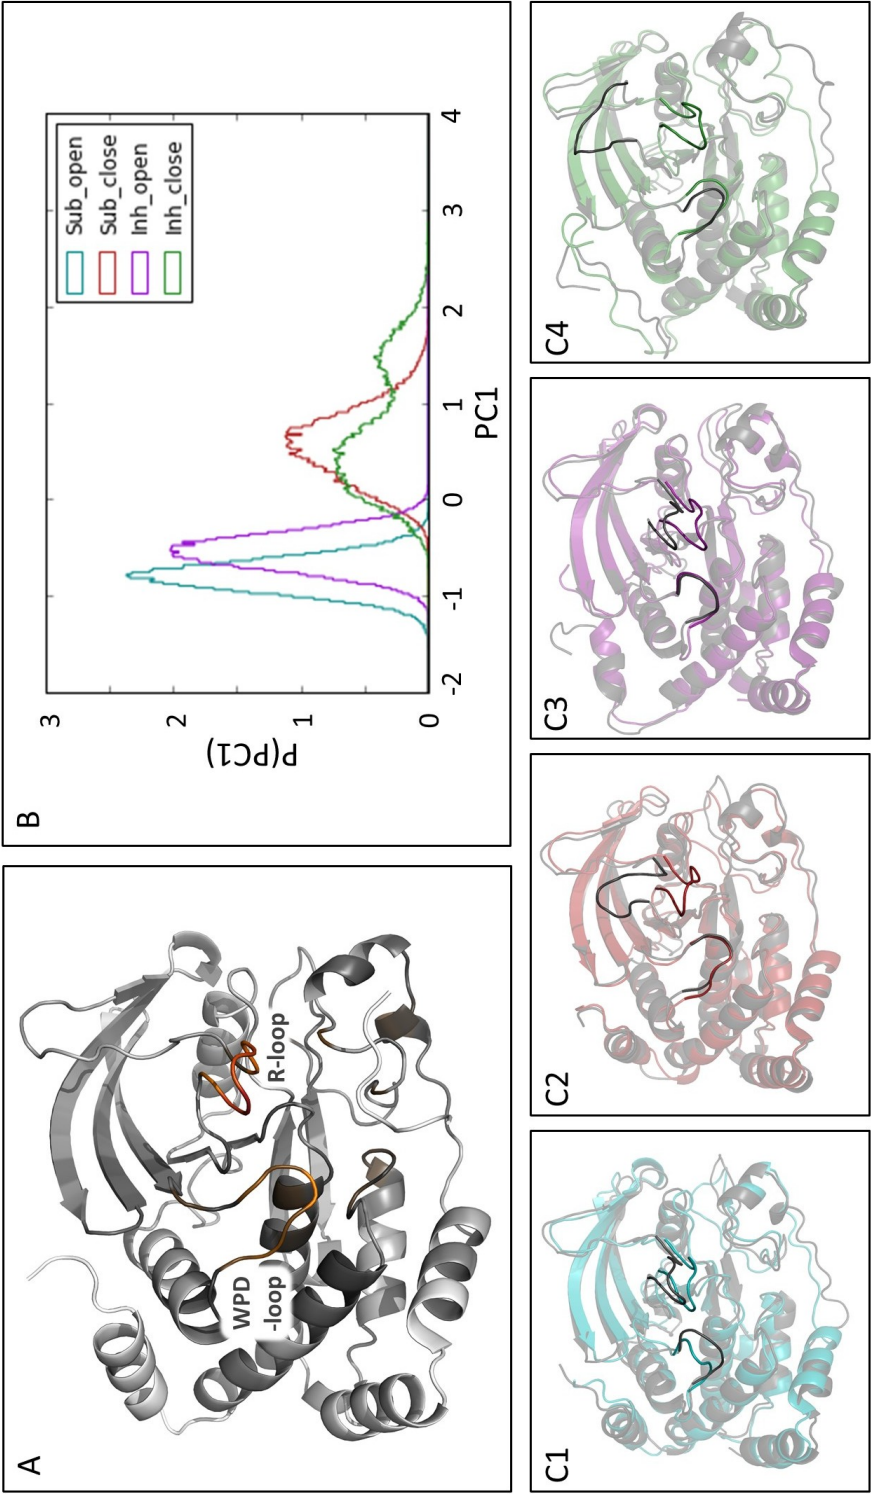 A
WPD
-loop
R-loop
B
P(PC1)
3
2
1
0
-2
-1
0
1
2
3
4
PC1
Sub_open
Sub_close
Inh_open
Inh_close
C1
C2
C3
C4